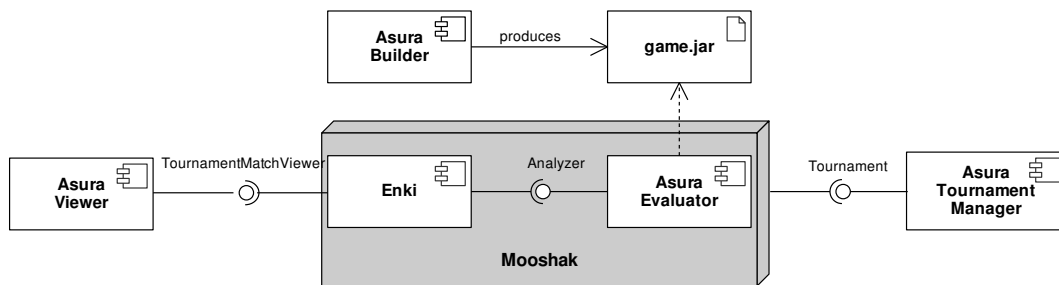 Asura
Builder
produces
game.jar
TournamentMatchViewer
Analyzer
Tournament
Asura
Viewer
Enki
Asura
Evaluator
Asura
Tournament
Manager
Mooshak